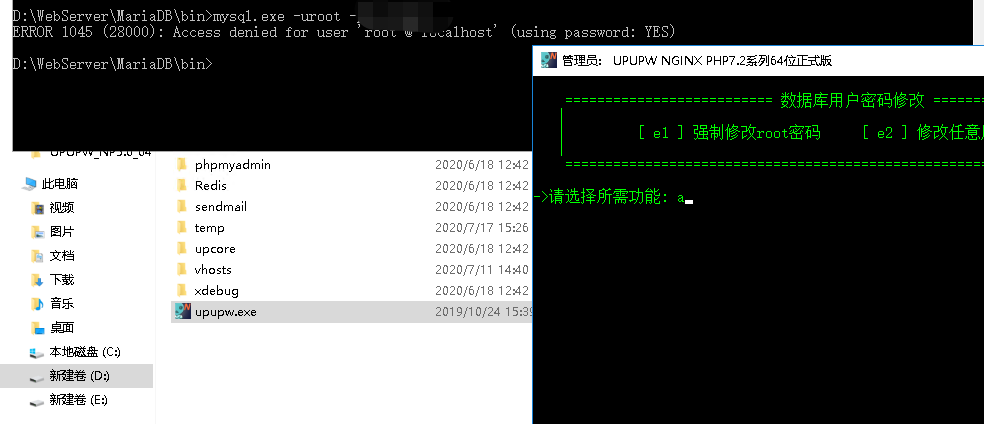 D:\WebServer\MariaDB\bin>mysql.exe -uroot -
ERROR 1045 (28000): Access denied for user 'root'@'localhost' (using password: YES)
D:\WebServer\MariaDB\bin>
管理员: UPUPW NGINX PHP7.2系列64位正式版
========================== 数据库用户密码修改 =======
[ e1 ]强制修改root密码 [ e2 ]修改任意
->请选择所需功能: a
UPUPW_NP5.6_64
此电脑
视频
图片
文档
下载
音乐
桌面
本地磁盘 (C:)
新建卷 (D:)
新建卷 (E:)
phpmyadmin 2020/6/18 12:42
Redis 2020/6/18 12:42
sendmail 2020/6/18 12:42
temp 2020/7/17 15:26
upcore 2020/6/18 12:42
vhosts 2020/7/11 14:40
xdebug 2020/6/18 12:42
upupw.exe 2019/10/24 15:39